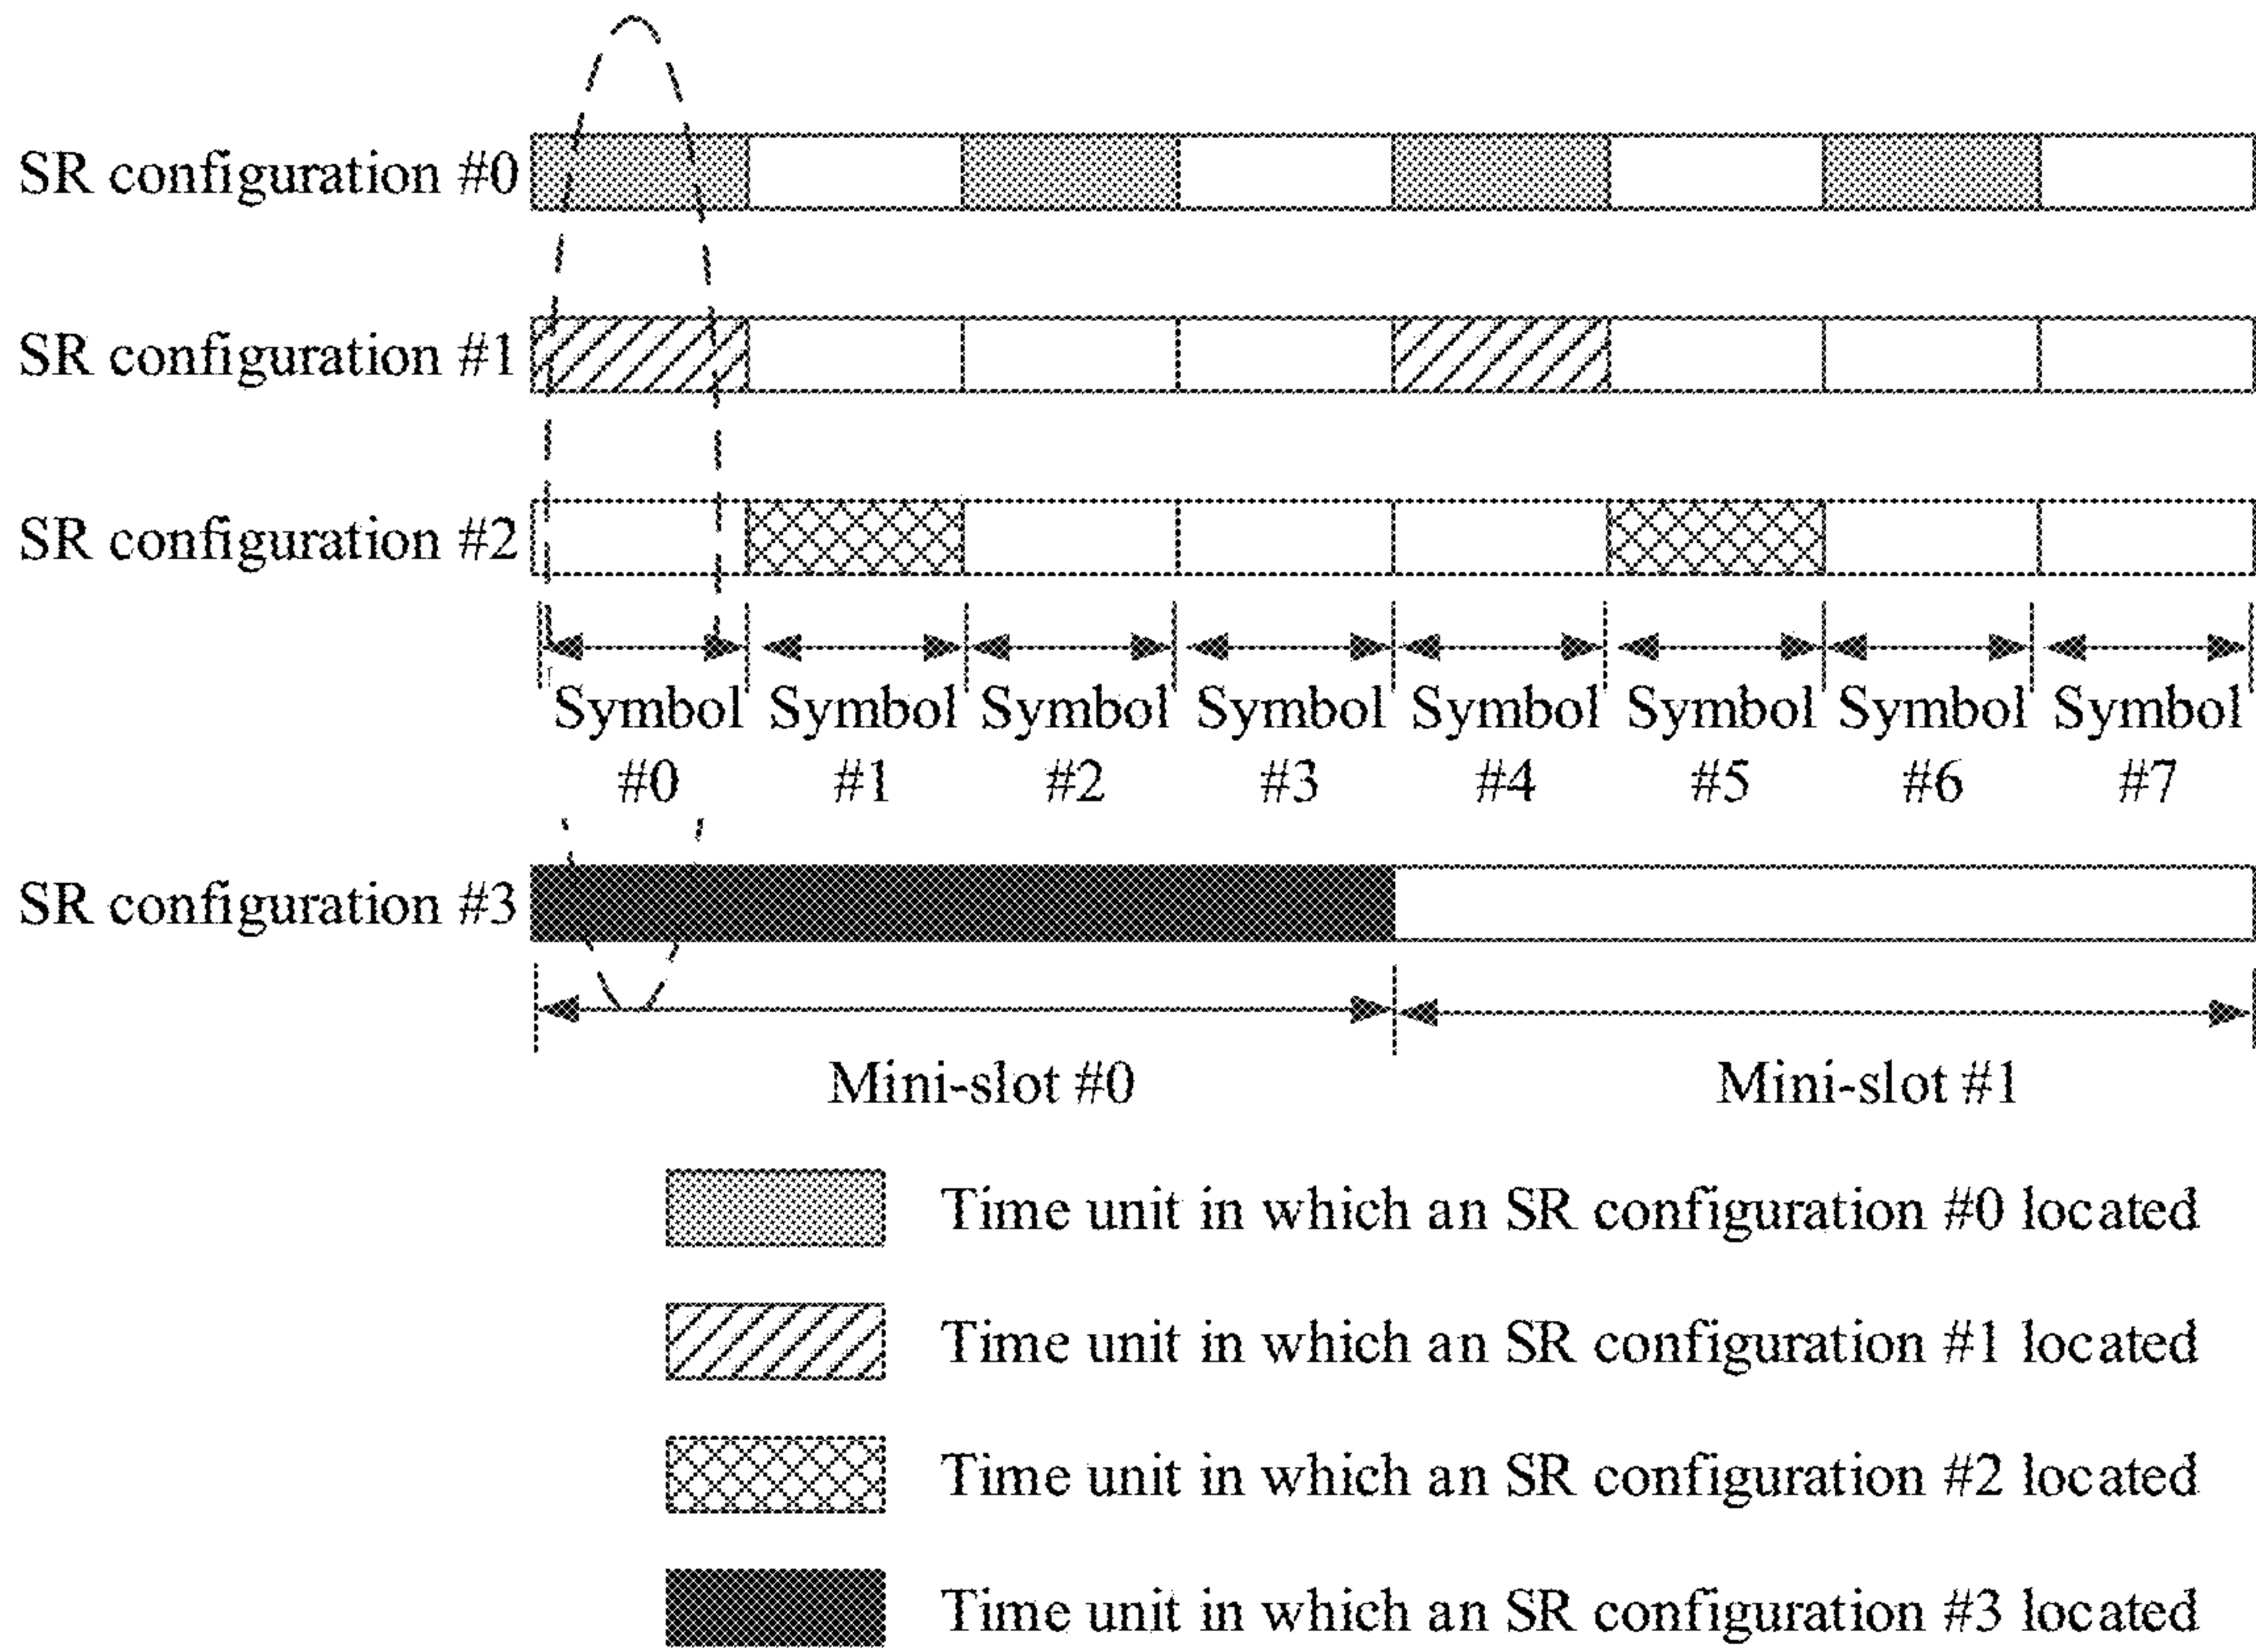 SR configuration #0
SR configuration #1
SR configuration #2
Symbol Symbol Symbol Symbol Symbol Symbol Symbol Symbol
#0 #1 #2 #3 #4 #5 #6 #7
SR configuration #3
Mini-slot #0 Mini-slot #1
Time unit in which an SR configuration #0 located
Time unit in which an SR configuration #1 located
Time unit in which an SR configuration #2 located
Time unit in which an SR configuration #3 located